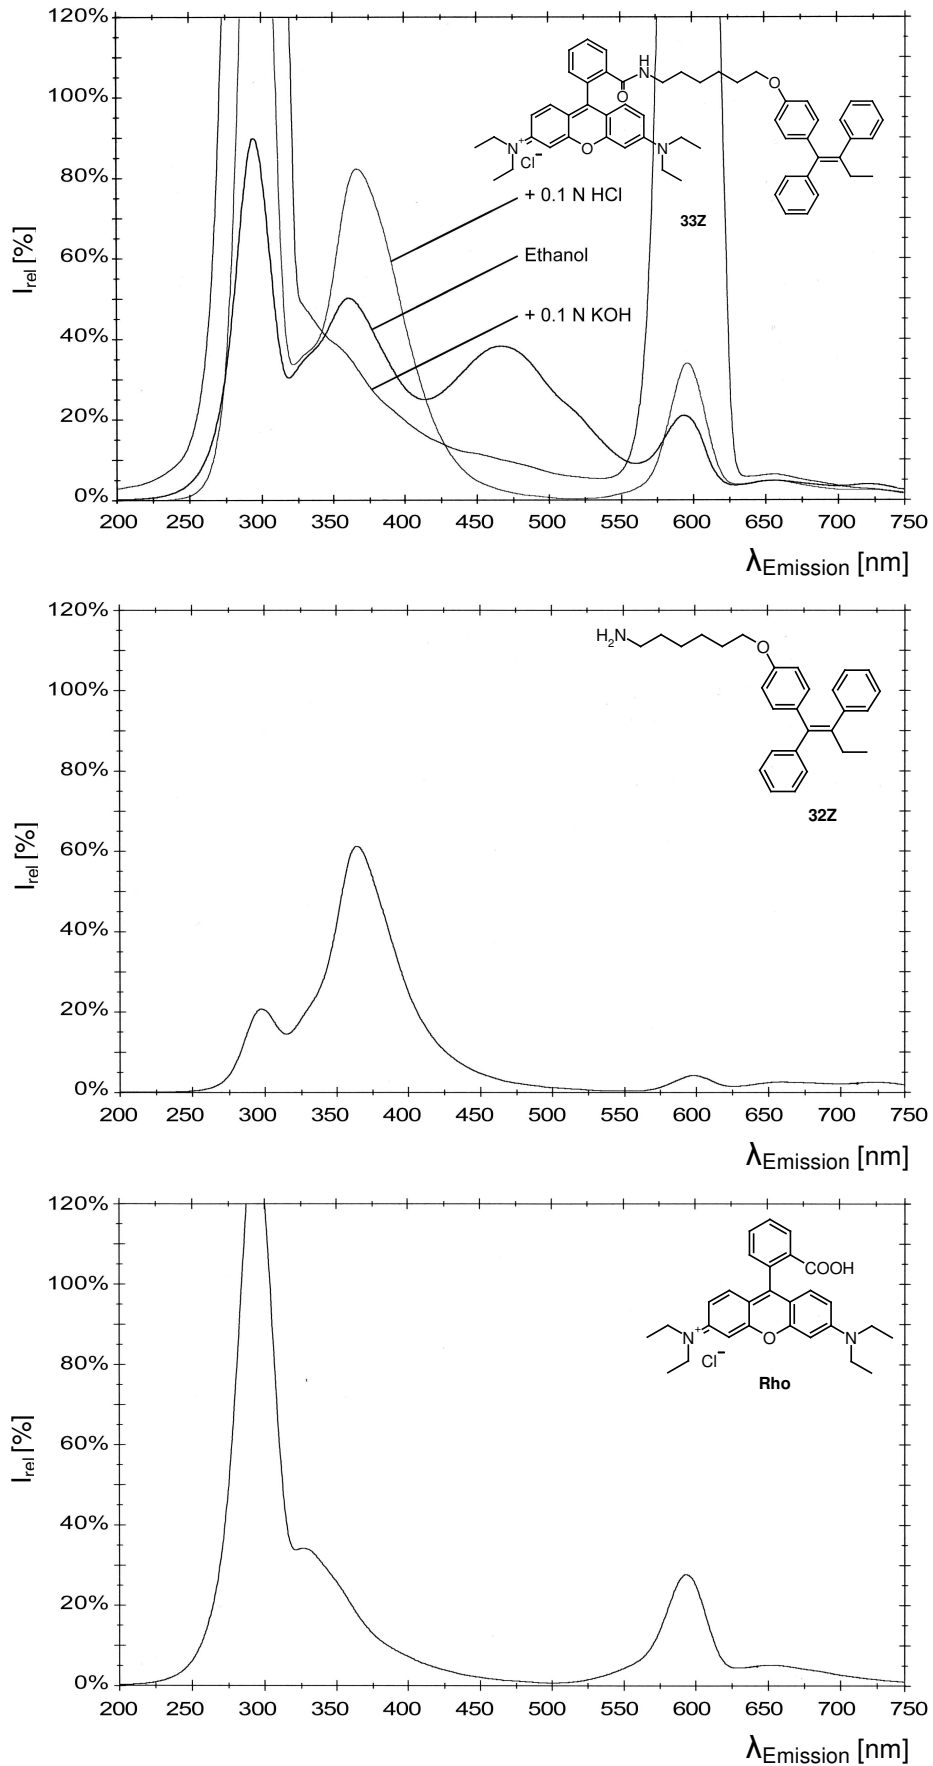 120%
100%
80%
60%
40%
20%
0%
I rel [%]
H
N
O
O
N
+
Cl−
O
N
33Z
+ 0.1 N HCl
Ethanol
+ 0.1 N KOH
200 250 300 350 400 450 500 550 600 650 700 750
λEmission [nm]
120%
100%
80%
60%
40%
20%
0%
I rel [%]
H2N
O
32Z
200 250 300 350 400 450 500 550 600 650 700 750
λEmission [nm]
120%
100%
80%
60%
40%
20%
0%
I rel [%]
COOH
N
+
Cl−
O
N
Rho
200 250 300 350 400 450 500 550 600 650 700 750
λEmission [nm]